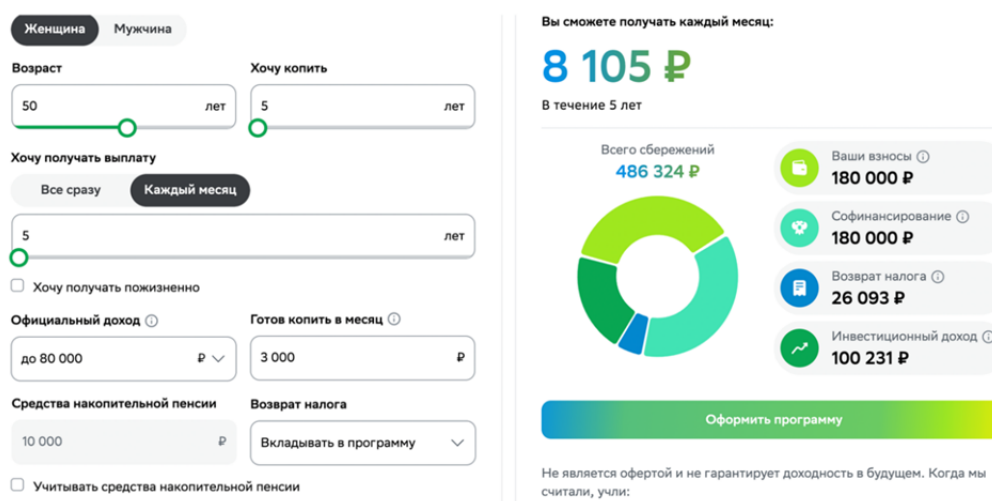 Женщина
Мужчина
Возраст
Хочу копить
50 лет
5 лет
Хочу получать выплату
Все сразу
Каждый месяц
5 лет
Хочу получать пожизненно
Официальный доход
Готов копить в месяц
до 80 000 ₽
3 000 ₽
Средства накопительной пенсии
Возврат налога
10 000 ₽
Вкладывать в программу
Учитывать средства накопительной пенсии
Вы сможете получать каждый месяц:
8 105 ₽
В течение 5 лет
Всего сбережений
486 324 ₽
Ваши взносы
180 000 ₽
Софинансирование
180 000 ₽
Возврат налога
26 093 ₽
Инвестиционный доход
100 231 ₽
Оформить программу
Не является офертой и не гарантирует доходность в будущем. Когда мы
считали, учли: